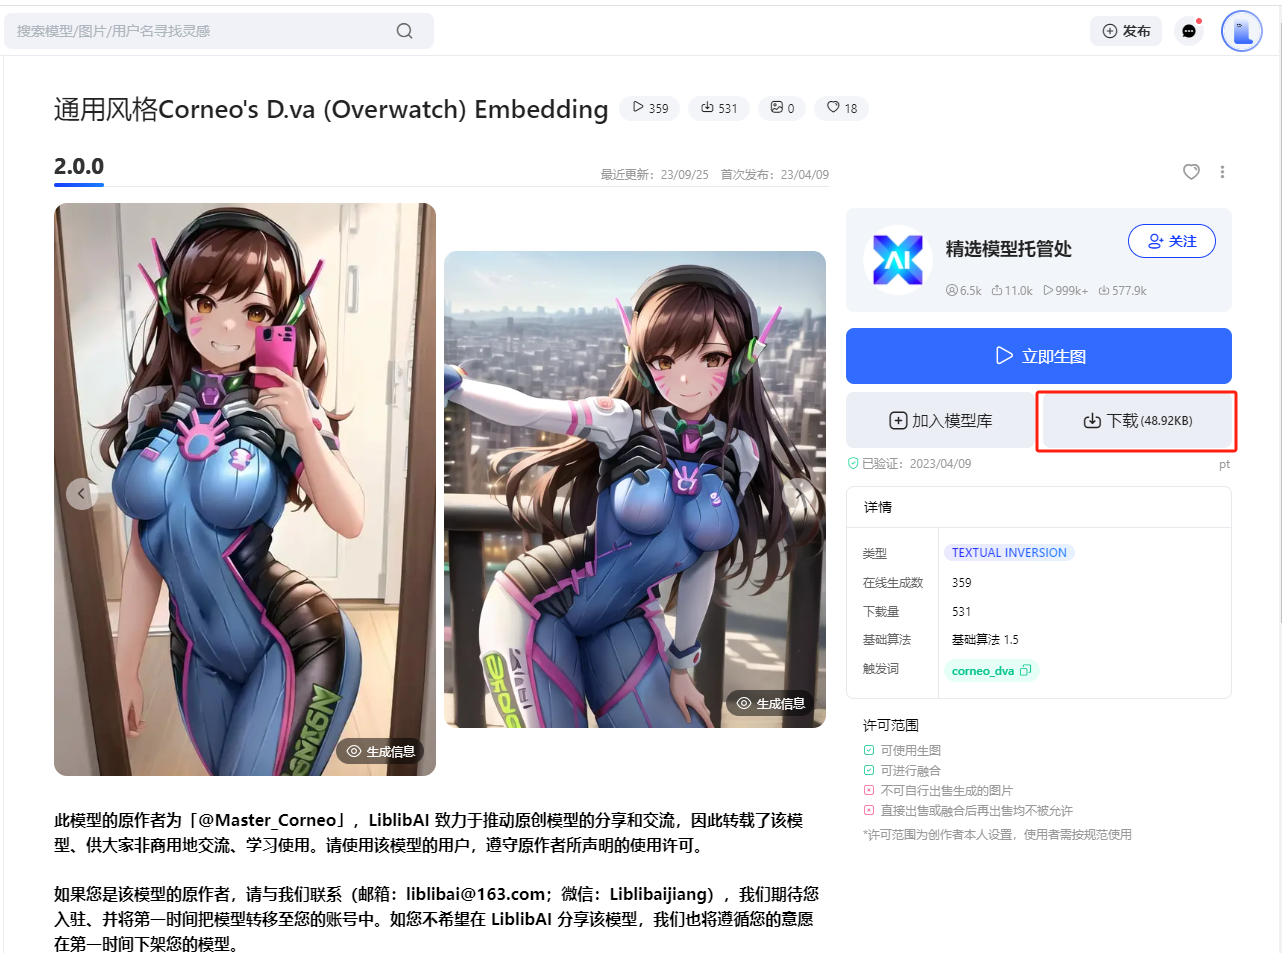 搜索模型/图片/用户名寻找灵感
发布
通用风格Corneo's D.va (Overwatch) Embedding
359
531
0
18
2.0.0
最近更新：23/09/25 首次发布：23/04/09
生成信息
生成信息
精选模型托管处
关注
6.5k 11.0k 999k+ 577.9k
立即生图
加入模型库
下载(48.92KB)
已验证：2023/04/09
pt
详情
类型 TEXTUAL INVERSION
在线生成数 359
下载量 531
基础算法 基础算法 1.5
触发词 corneo_dva
许可范围
可使用生图
可进行融合
不可自行出售生成的图片
直接出售或融合后再出售均不被允许
*许可范围为创作者本人设置，使用者需按规范使用
此模型的原作者为「@Master_Corneo」，LiblibAI 致力于推动原创模型的分享和交流，因此转载了该模
型、供大家非商用地交流、学习使用。请使用该模型的用户，遵守原作者所声明的使用许可。
如果您是该模型的原作者，请与我们联系（邮箱：liblibai@163.com；微信：Liblibaijiang），我们期待您
入驻、并将第一时间把模型转移至您的账号中。如您不希望在 LiblibAI 分享该模型，我们也将遵循您的意愿
在第一时间下架您的模型。